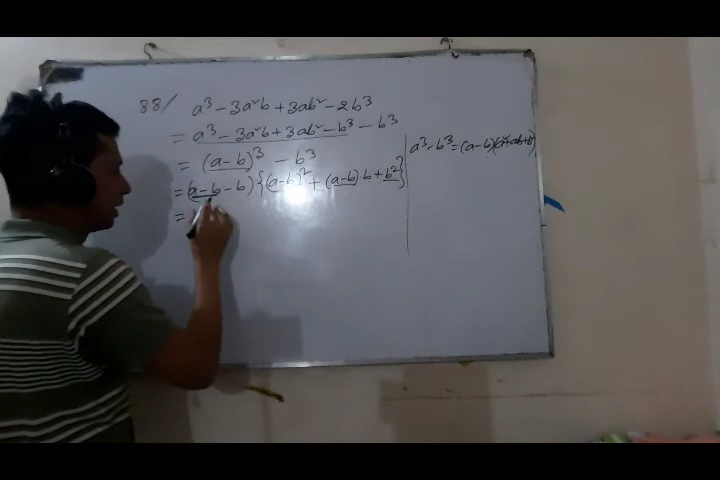 88/ a³ - 3a²b + 3ab² - 2b³
= a³ - 3a²b + 3ab² - b³ - b³
= (a-b)³ - b³
= (a-b-b){(a-b)² + (a-b).b + b²}
=
a³-b³=(a-b)(a²+ab+b²)